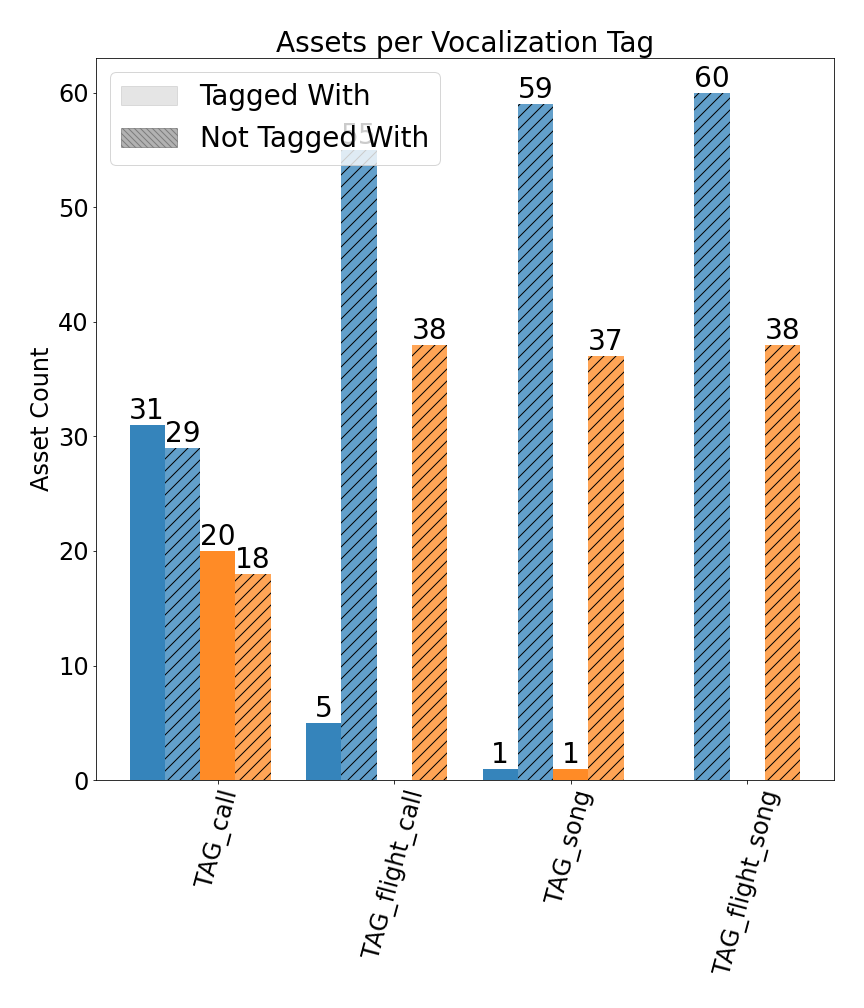 Assets per Vocalization Tag
Tagged With
Not Tagged With
60
50
40
30
20
10
0
Asset Count
31
29
20
18
5
55
38
1
59
1
37
60
38
TAG_call
TAG_flight_call
TAG_song
TAG_flight_song